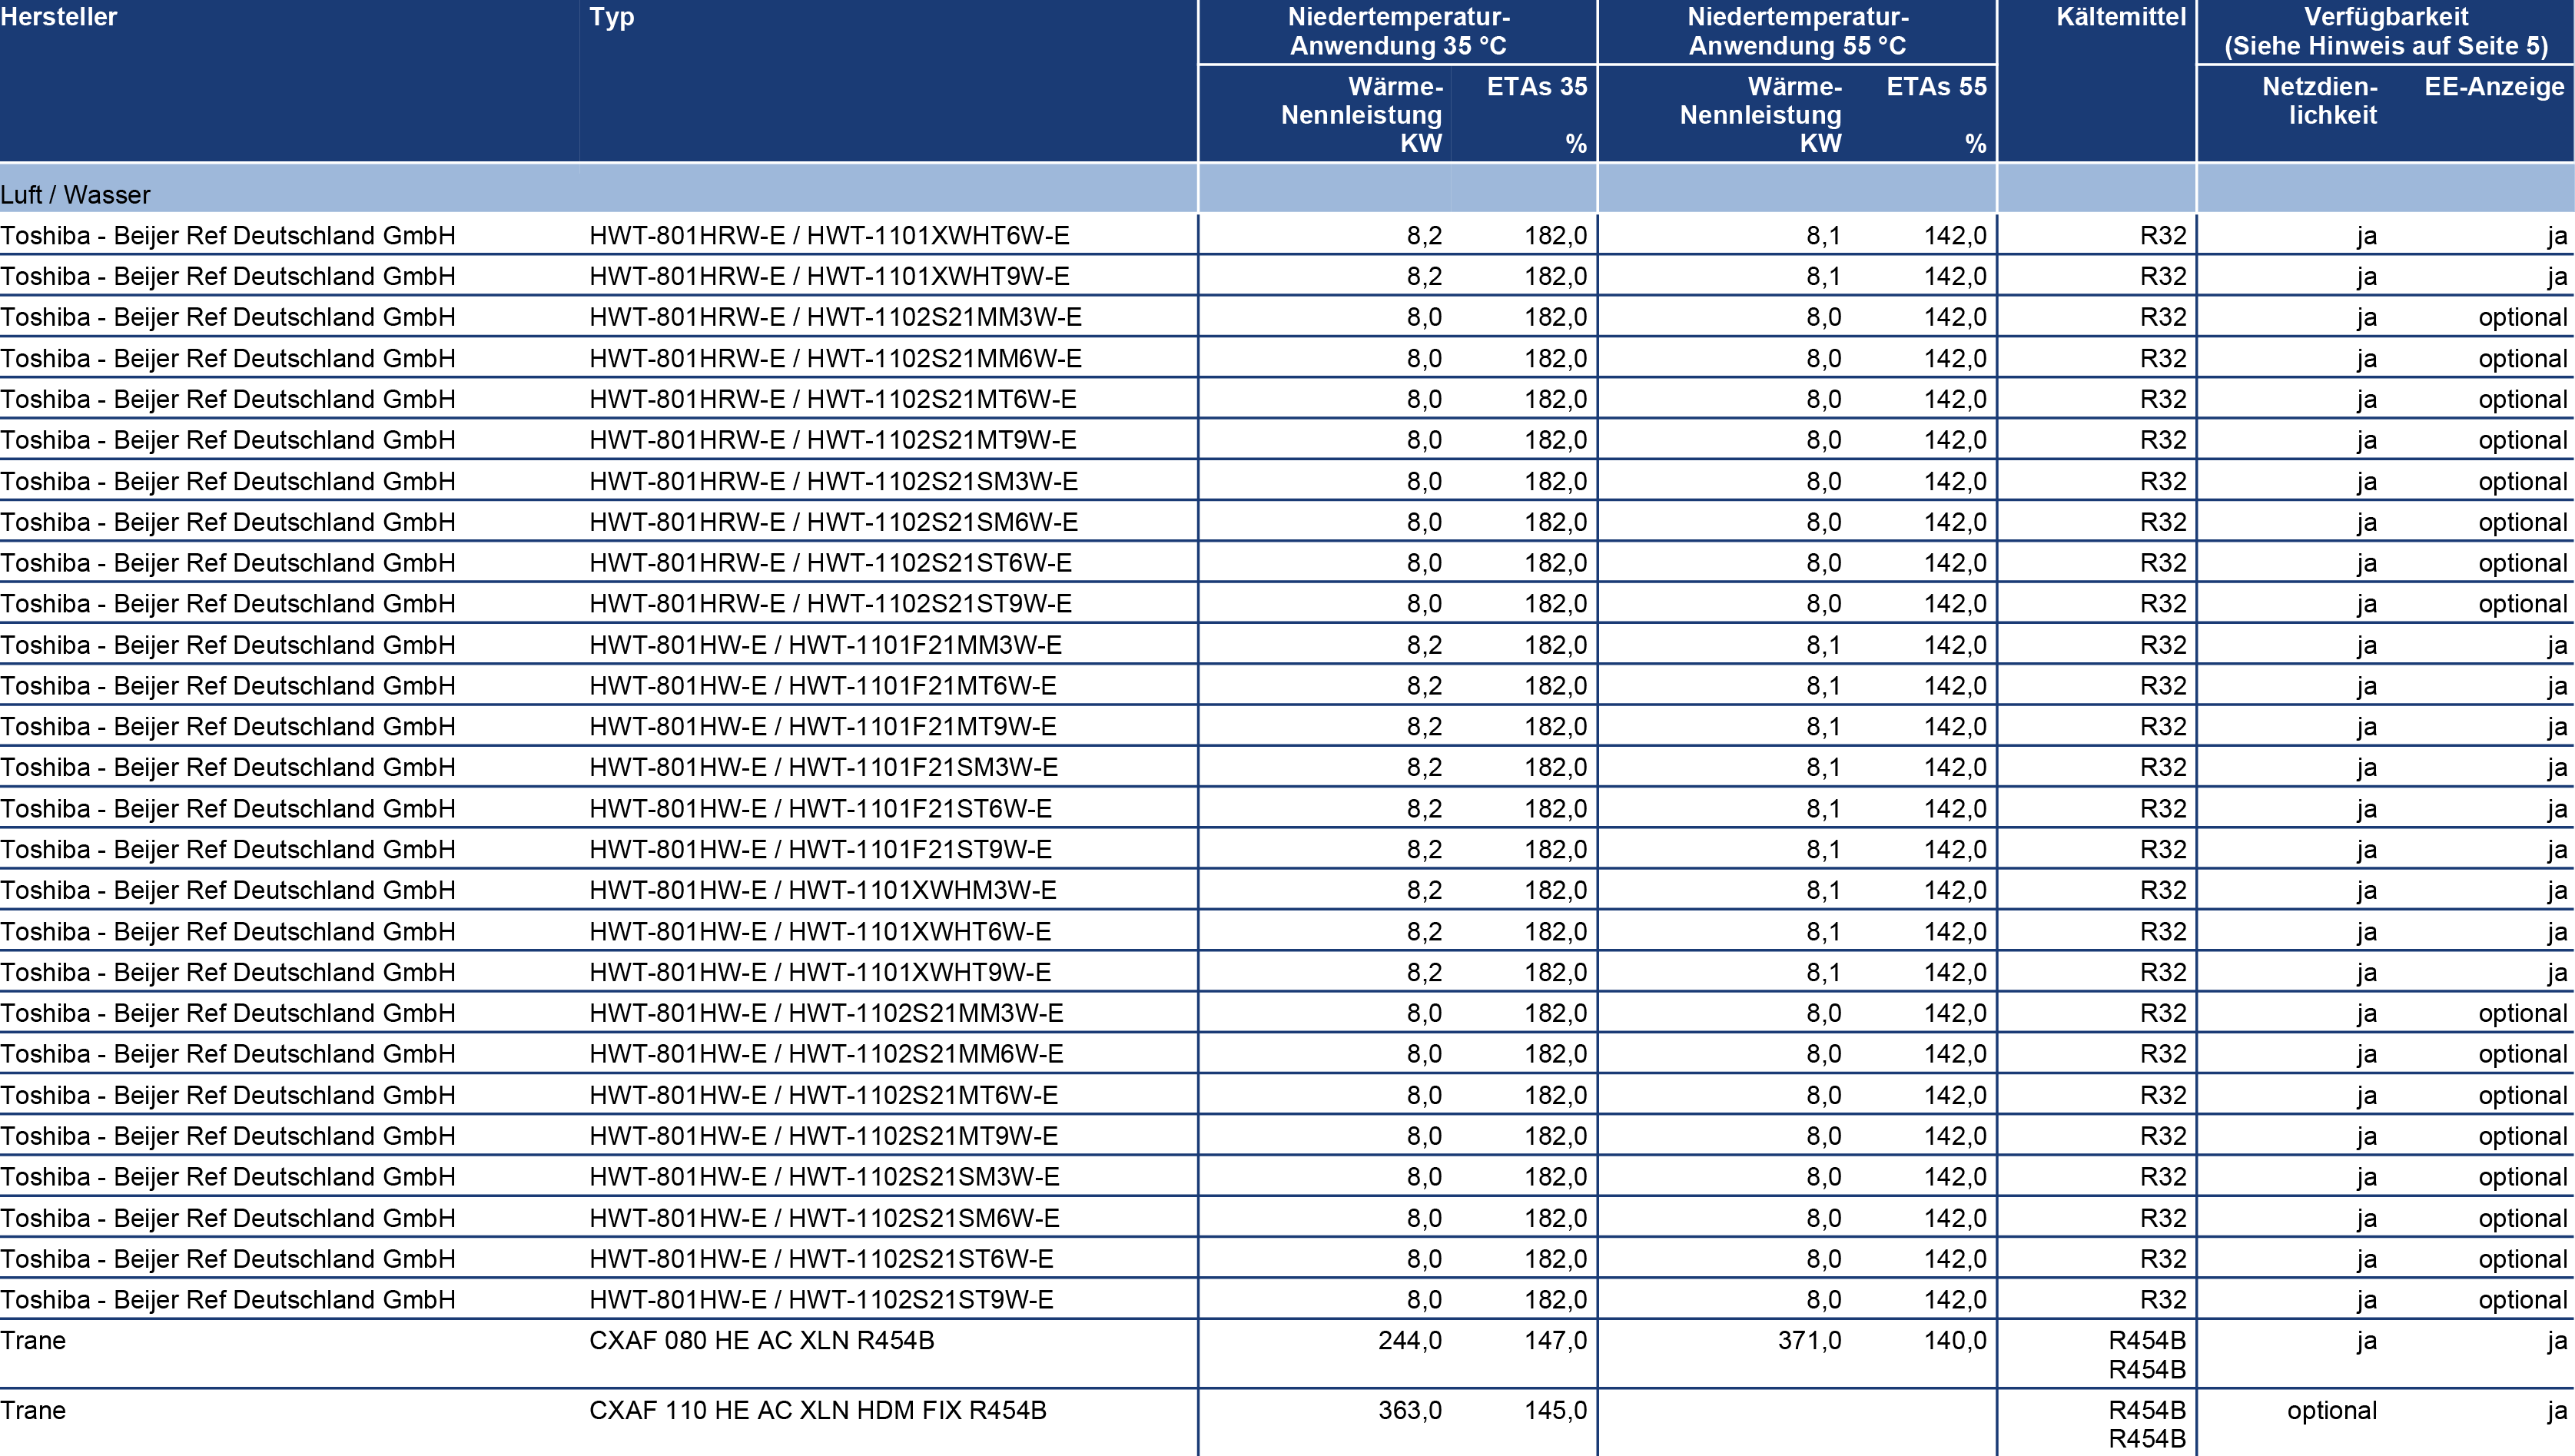 Hersteller Typ Niedertemperatur- Niedertemperatur- Kältemittel Verfügbarkeit
Anwendung 35 °C Anwendung 55 °C (Siehe Hinweis auf Seite 5)
Wärme- ETAs 35 Wärme- ETAs 55 Netzdien- EE-Anzeige
Nennleistung Nennleistung lichkeit
KW % KW %
Luft / Wasser
Toshiba - Beijer Ref Deutschland GmbH HWT-801HRW-E / HWT-1101XWHT6W-E 8,2 182,0 8,1 142,0 R32 ja ja
Toshiba - Beijer Ref Deutschland GmbH HWT-801HRW-E / HWT-1101XWHT9W-E 8,2 182,0 8,1 142,0 R32 ja ja
Toshiba - Beijer Ref Deutschland GmbH HWT-801HRW-E / HWT-1102S21MM3W-E 8,0 182,0 8,0 142,0 R32 ja optional
Toshiba - Beijer Ref Deutschland GmbH HWT-801HRW-E / HWT-1102S21MM6W-E 8,0 182,0 8,0 142,0 R32 ja optional
Toshiba - Beijer Ref Deutschland GmbH HWT-801HRW-E / HWT-1102S21MT6W-E 8,0 182,0 8,0 142,0 R32 ja optional
Toshiba - Beijer Ref Deutschland GmbH HWT-801HRW-E / HWT-1102S21MT9W-E 8,0 182,0 8,0 142,0 R32 ja optional
Toshiba - Beijer Ref Deutschland GmbH HWT-801HRW-E / HWT-1102S21SM3W-E 8,0 182,0 8,0 142,0 R32 ja optional
Toshiba - Beijer Ref Deutschland GmbH HWT-801HRW-E / HWT-1102S21SM6W-E 8,0 182,0 8,0 142,0 R32 ja optional
Toshiba - Beijer Ref Deutschland GmbH HWT-801HRW-E / HWT-1102S21ST6W-E 8,0 182,0 8,0 142,0 R32 ja optional
Toshiba - Beijer Ref Deutschland GmbH HWT-801HRW-E / HWT-1102S21ST9W-E 8,0 182,0 8,0 142,0 R32 ja optional
Toshiba - Beijer Ref Deutschland GmbH HWT-801HW-E / HWT-1101F21MM3W-E 8,2 182,0 8,1 142,0 R32 ja ja
Toshiba - Beijer Ref Deutschland GmbH HWT-801HW-E / HWT-1101F21MT6W-E 8,2 182,0 8,1 142,0 R32 ja ja
Toshiba - Beijer Ref Deutschland GmbH HWT-801HW-E / HWT-1101F21MT9W-E 8,2 182,0 8,1 142,0 R32 ja ja
Toshiba - Beijer Ref Deutschland GmbH HWT-801HW-E / HWT-1101F21SM3W-E 8,2 182,0 8,1 142,0 R32 ja ja
Toshiba - Beijer Ref Deutschland GmbH HWT-801HW-E / HWT-1101F21ST6W-E 8,2 182,0 8,1 142,0 R32 ja ja
Toshiba - Beijer Ref Deutschland GmbH HWT-801HW-E / HWT-1101F21ST9W-E 8,2 182,0 8,1 142,0 R32 ja ja
Toshiba - Beijer Ref Deutschland GmbH HWT-801HW-E / HWT-1101XWHM3W-E 8,2 182,0 8,1 142,0 R32 ja ja
Toshiba - Beijer Ref Deutschland GmbH HWT-801HW-E / HWT-1101XWHT6W-E 8,2 182,0 8,1 142,0 R32 ja ja
Toshiba - Beijer Ref Deutschland GmbH HWT-801HW-E / HWT-1101XWHT9W-E 8,2 182,0 8,1 142,0 R32 ja ja
Toshiba - Beijer Ref Deutschland GmbH HWT-801HW-E / HWT-1102S21MM3W-E 8,0 182,0 8,0 142,0 R32 ja optional
Toshiba - Beijer Ref Deutschland GmbH HWT-801HW-E / HWT-1102S21MM6W-E 8,0 182,0 8,0 142,0 R32 ja optional
Toshiba - Beijer Ref Deutschland GmbH HWT-801HW-E / HWT-1102S21MT6W-E 8,0 182,0 8,0 142,0 R32 ja optional
Toshiba - Beijer Ref Deutschland GmbH HWT-801HW-E / HWT-1102S21MT9W-E 8,0 182,0 8,0 142,0 R32 ja optional
Toshiba - Beijer Ref Deutschland GmbH HWT-801HW-E / HWT-1102S21SM3W-E 8,0 182,0 8,0 142,0 R32 ja optional
Toshiba - Beijer Ref Deutschland GmbH HWT-801HW-E / HWT-1102S21SM6W-E 8,0 182,0 8,0 142,0 R32 ja optional
Toshiba - Beijer Ref Deutschland GmbH HWT-801HW-E / HWT-1102S21ST6W-E 8,0 182,0 8,0 142,0 R32 ja optional
Toshiba - Beijer Ref Deutschland GmbH HWT-801HW-E / HWT-1102S21ST9W-E 8,0 182,0 8,0 142,0 R32 ja optional
Trane CXAF 080 HE AC XLN R454B 244,0 147,0 371,0 140,0 R454B ja ja
R454B
Trane CXAF 110 HE AC XLN HDM FIX R454B 363,0 145,0 R454B optional ja
R454B